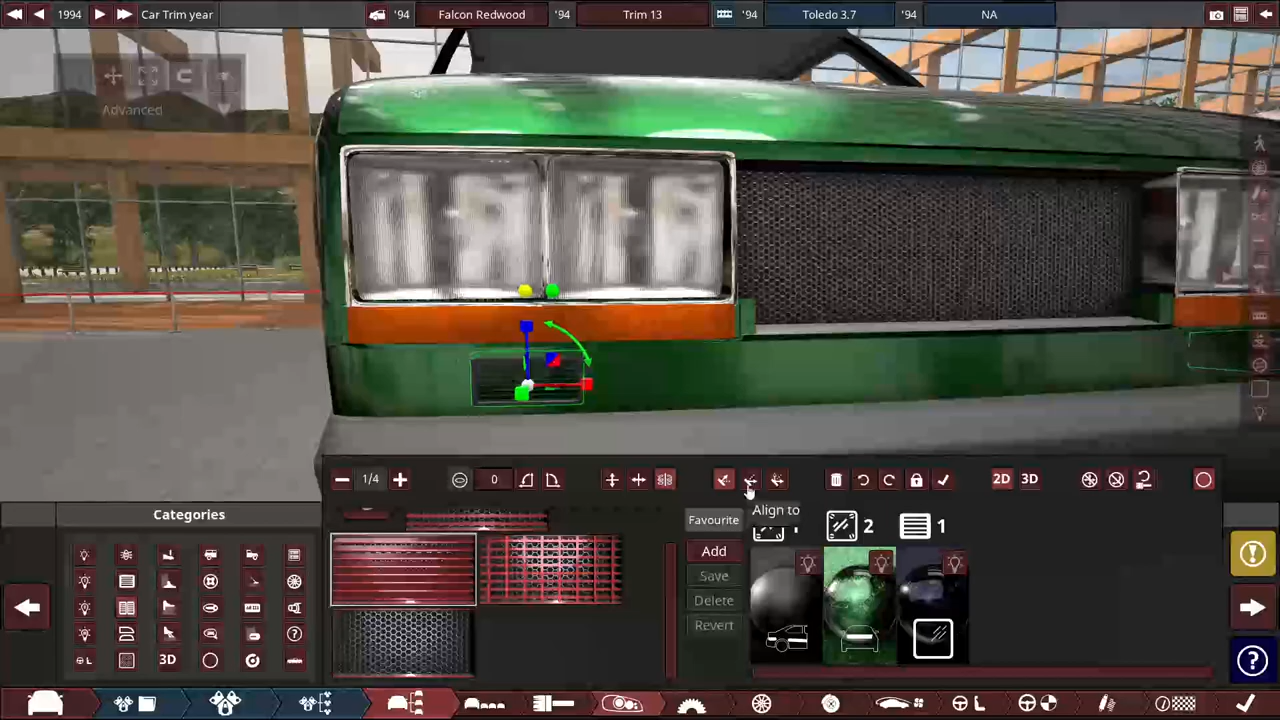 1994 Car Trim year '94 Falcon Redwood '94 Trim 13 '94 Toledo 3.7 '94 NA
Advanced
1/4 0 2D 3D
Align to
Categories
Favourite
2 1
Add
Save
Delete
Revert
L 3D